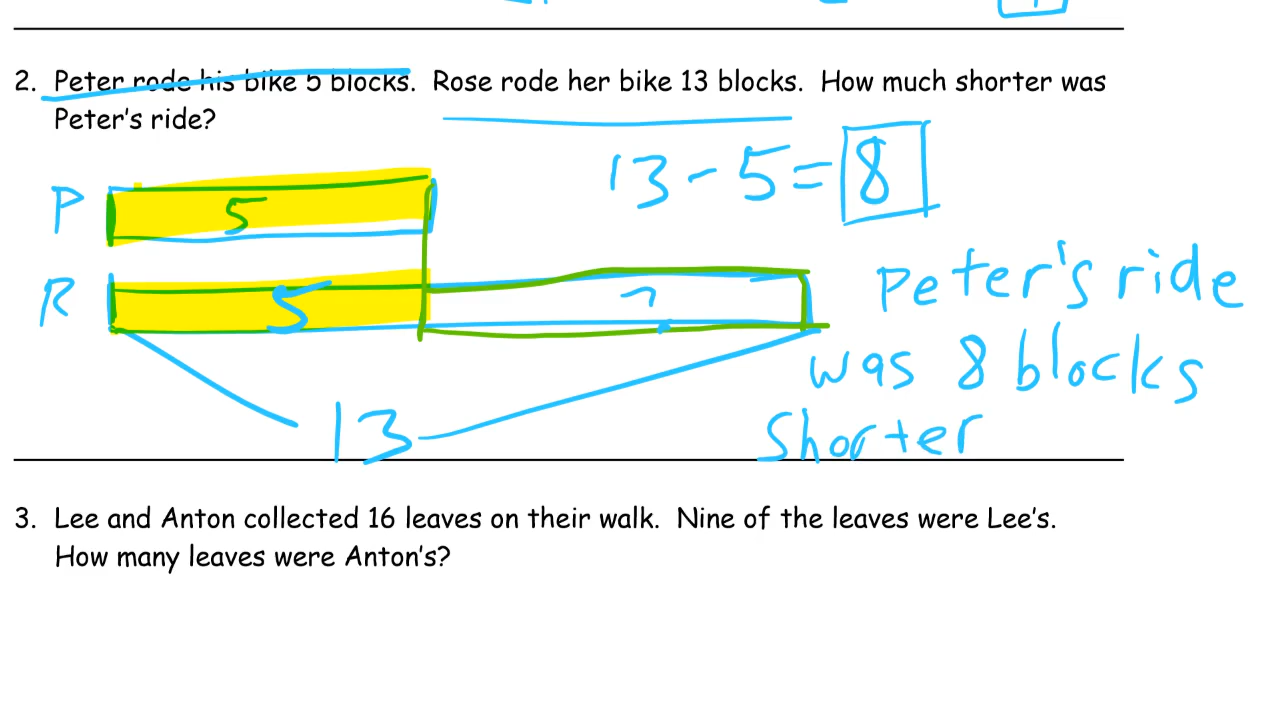 2. Peter rode his bike 5 blocks. Rose rode her bike 13 blocks. How much shorter was
Peter's ride?
13 - 5 = 8
P 5
R 5 ?
Peter's ride
was 8 blocks
shorter
13
3. Lee and Anton collected 16 leaves on their walk. Nine of the leaves were Lee's.
How many leaves were Anton's?